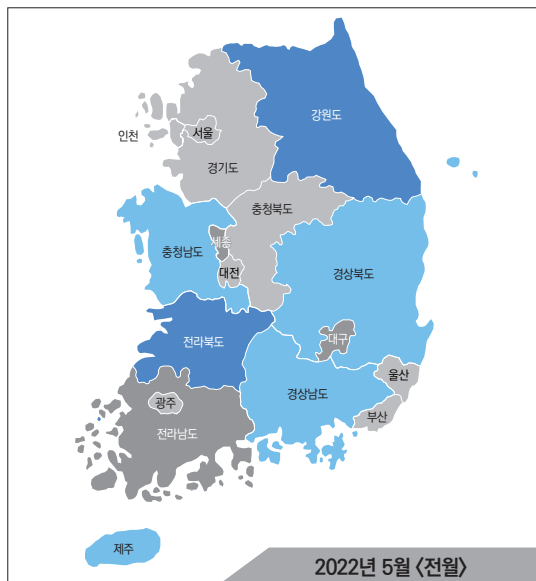 강원도
서울
인천
경기도
충청북도
세종
충청남도
대전
경상북도
전라북도
대구
울산
경상남도
광주
부산
전라남도
제주
2022년 5월 〈전월〉